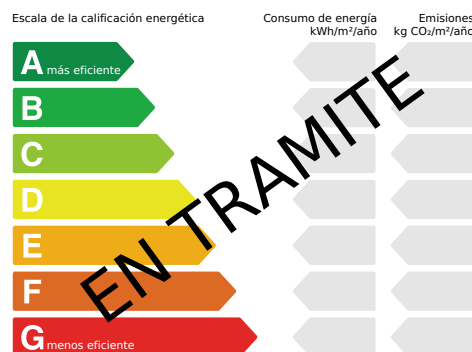 Escala de la calificación energética
Consumo de energía
kWh/m²/año
Emisiones
kg CO₂/m²/año
A más eficiente
B
C
D
E
F
G menos eficiente
EN TRAMITE